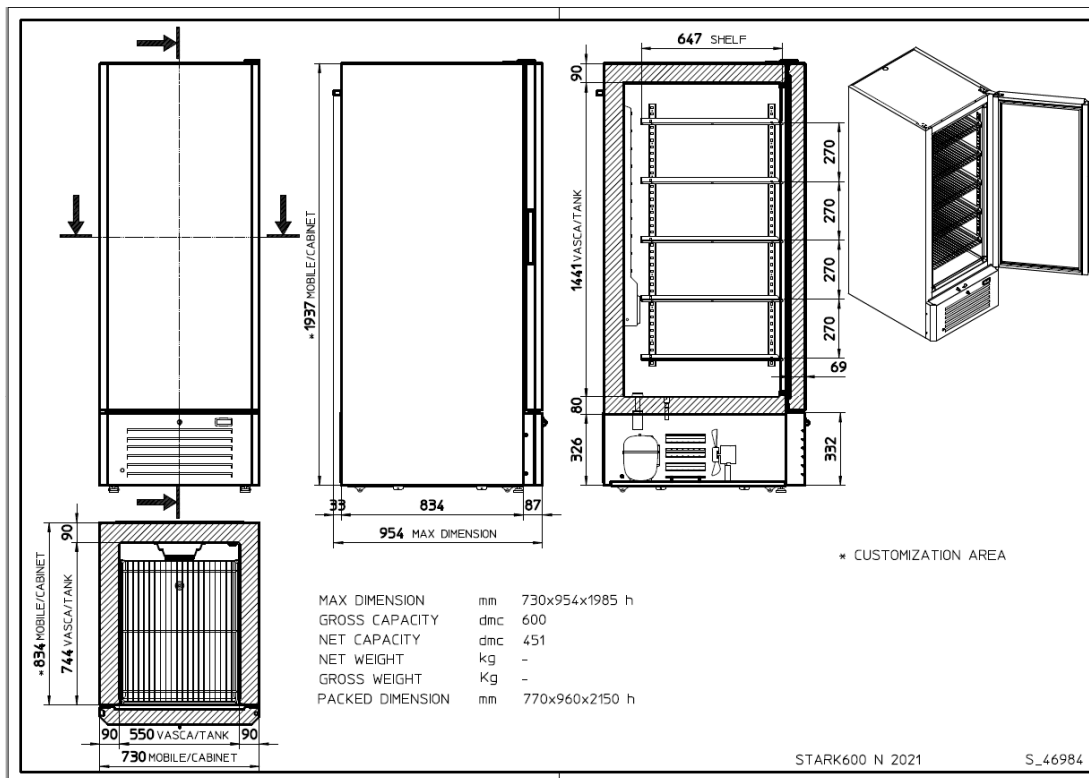 647 SHELF
90
270
270
270
270
1441 VASCA/TANK
* 1937 MOBILE/CABINET
69
80
326
332
33
834
87
954 MAX DIMENSION
90
* 834 MOBILE/CABINET
744 VASCA/TANK
90
550 VASCA/TANK
90
730 MOBILE/CABINET
* CUSTOMIZATION AREA
MAX DIMENSION mm 730x954x1985 h
GROSS CAPACITY dmc 600
NET CAPACITY dmc 451
NET WEIGHT kg -
GROSS WEIGHT Kg -
PACKED DIMENSION mm 770x960x2150 h
STARK600 N 2021
S_46984